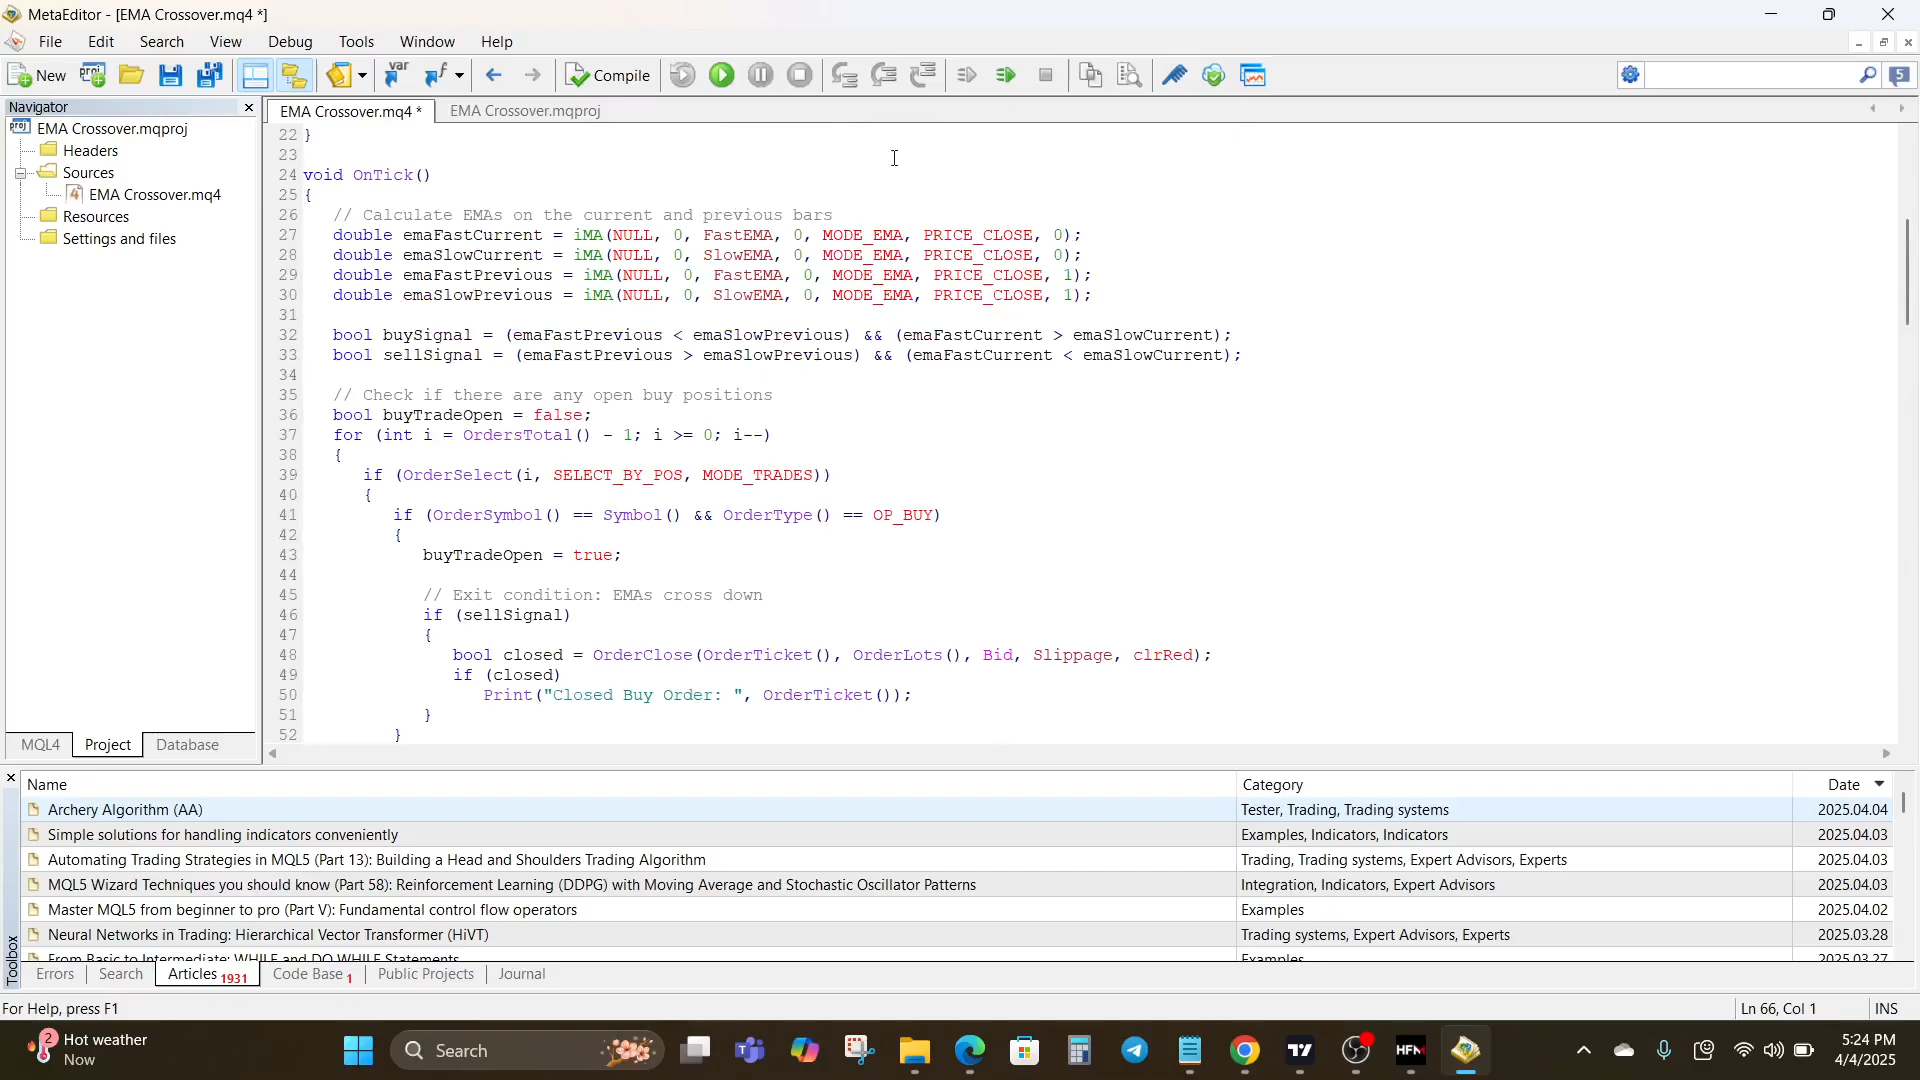 MetaEditor - [EMA Crossover.mq4 *]
File Edit Search View Debug Tools Window Help
New Compile 5
Navigator
EMA Crossover.mqproj
Headers
Sources
EMA Crossover.mq4
Resources
Settings and files
MQL4 Project Database
EMA Crossover.mq4 * EMA Crossover.mqproj
22 }
23
24 void OnTick()
25 {
26 // Calculate EMAs on the current and previous bars
27 double emaFastCurrent = iMA(NULL, 0, FastEMA, 0, MODE_EMA, PRICE_CLOSE, 0);
28 double emaSlowCurrent = iMA(NULL, 0, SlowEMA, 0, MODE_EMA, PRICE_CLOSE, 0);
29 double emaFastPrevious = iMA(NULL, 0, FastEMA, 0, MODE_EMA, PRICE_CLOSE, 1);
30 double emaSlowPrevious = iMA(NULL, 0, SlowEMA, 0, MODE_EMA, PRICE_CLOSE, 1);
31
32 bool buySignal = (emaFastPrevious < emaSlowPrevious) && (emaFastCurrent > emaSlowCurrent);
33 bool sellSignal = (emaFastPrevious > emaSlowPrevious) && (emaFastCurrent < emaSlowCurrent);
34
35 // Check if there are any open buy positions
36 bool buyTradeOpen = false;
37 for (int i = OrdersTotal() - 1; i >= 0; i--)
38 {
39 if (OrderSelect(i, SELECT_BY_POS, MODE_TRADES))
40 {
41 if (OrderSymbol() == Symbol() && OrderType() == OP_BUY)
42 {
43 buyTradeOpen = true;
44
45 // Exit condition: EMAs cross down
46 if (sellSignal)
47 {
48 bool closed = OrderClose(OrderTicket(), OrderLots(), Bid, Slippage, clrRed);
49 if (closed)
50 Print("Closed Buy Order: ", OrderTicket());
51 }
52 }
Name Category Date
Archery Algorithm (AA) Tester, Trading, Trading systems 2025.04.04
Simple solutions for handling indicators conveniently Examples, Indicators, Indicators 2025.04.03
Automating Trading Strategies in MQL5 (Part 13): Building a Head and Shoulders Trading Algorithm Trading, Trading systems, Expert Advisors, Experts 2025.04.03
MQL5 Wizard Techniques you should know (Part 58): Reinforcement Learning (DDPG) with Moving Average and Stochastic Oscillator Patterns Integration, Indicators, Expert Advisors 2025.04.03
Master MQL5 from beginner to pro (Part V): Fundamental control flow operators Examples 2025.04.02
Neural Networks in Trading: Hierarchical Vector Transformer (HiVT) Trading systems, Expert Advisors, Experts 2025.03.28
From Basic to Intermediate: WHILE and DO WHILE Statements Examples 2025.03.27
Toolbox
Errors Search Articles 1931 Code Base 1 Public Projects Journal
For Help, press F1 Ln 66, Col 1 INS
2 Hot weather
Now
Search
HFM
5:24 PM
4/4/2025